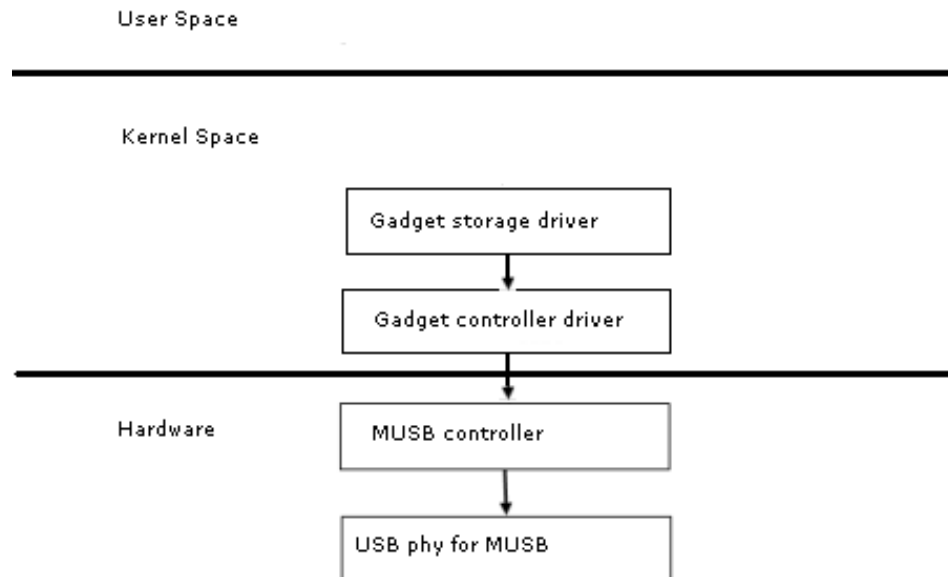 User Space
Kernel Space
Gadget storage driver
Gadget controller driver
Hardware
MUSB controller
USB phy for MUSB